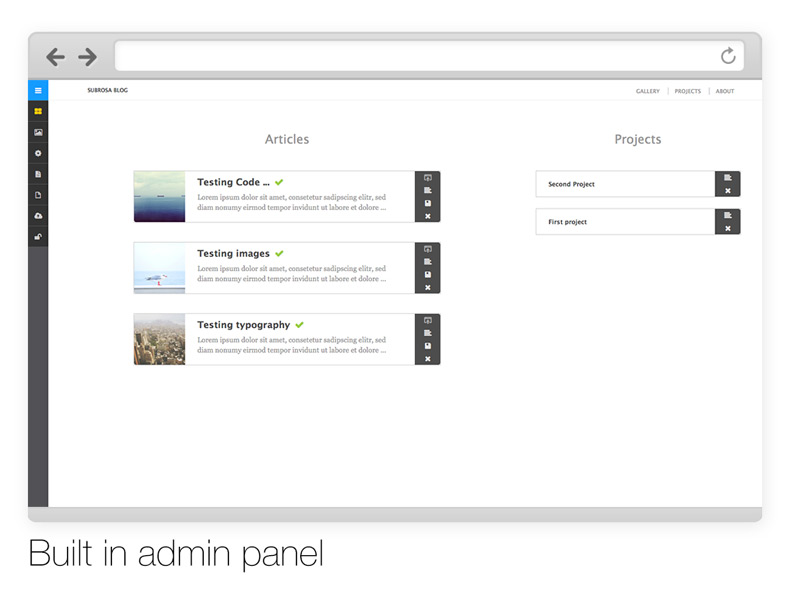 SUBROSA BLOG
GALLERY | PROJECTS | ABOUT
Articles
Testing Code ...
Lorem ipsum dolor sit amet, consetetur sadipscing elitr, sed
diam nonumy eirmod tempor invidunt ut labore et dolore ...
Testing images
Lorem ipsum dolor sit amet, consetetur sadipscing elitr, sed
diam nonumy eirmod tempor invidunt ut labore et dolore ...
Testing typography
Lorem ipsum dolor sit amet, consetetur sadipscing elitr, sed
diam nonumy eirmod tempor invidunt ut labore et dolore ...
Projects
Second Project
First project
Built in admin panel